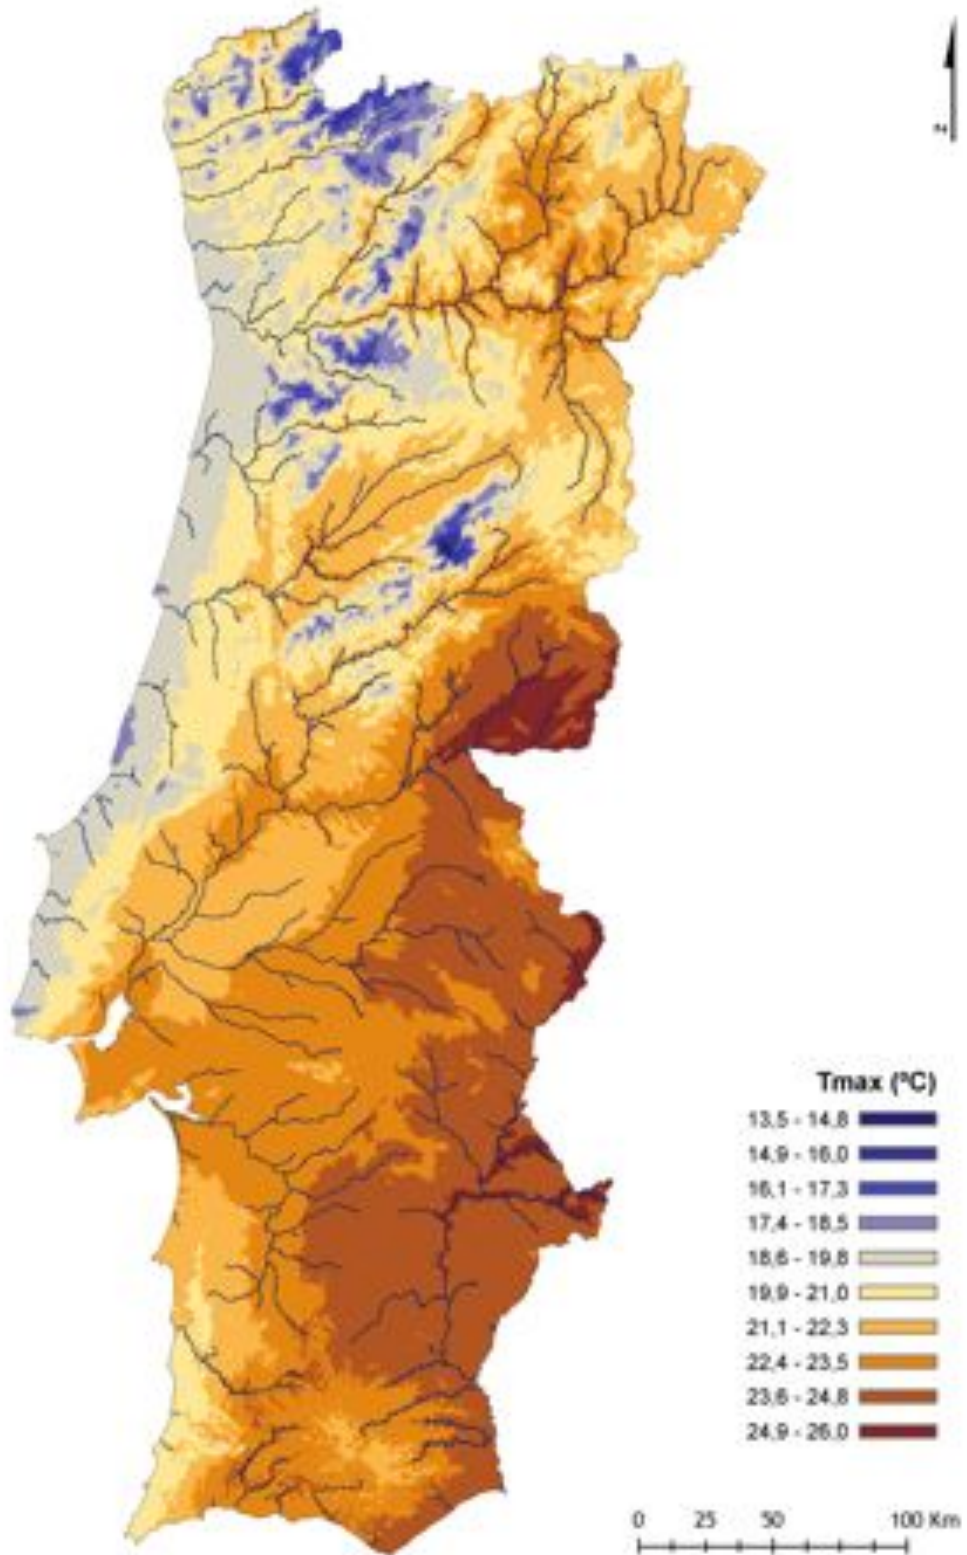 N
Tmax (ºC)
13,5 - 14,8
14,9 - 16,0
16,1 - 17,3
17,4 - 18,5
18,6 - 19,8
19,9 - 21,0
21,1 - 22,3
22,4 - 23,5
23,6 - 24,8
24,9 - 26,0
0 25 50 100 Km